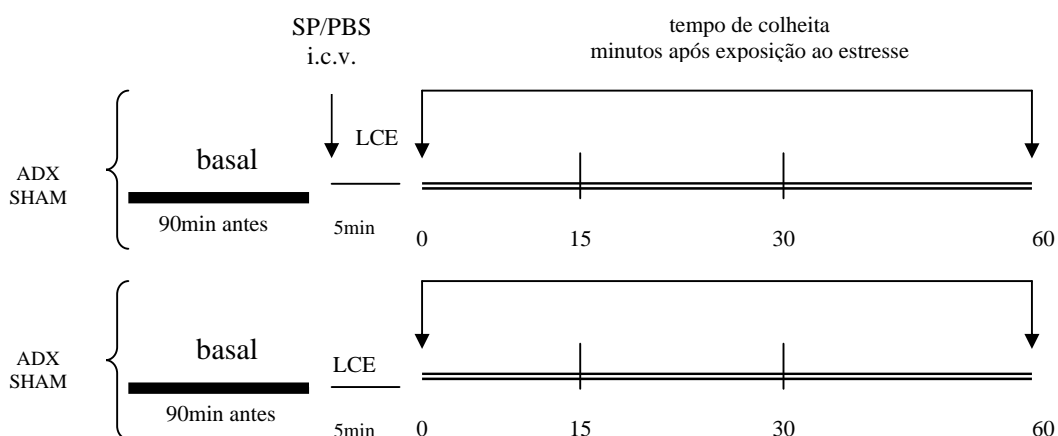 SP/PBS
i.c.v.
tempo de colheita
minutos após exposição ao estresse
LCE
basal
ADX
SHAM
90min antes
5min
0
15
30
60
basal
LCE
ADX
SHAM
90min antes
5min
0
15
30
60